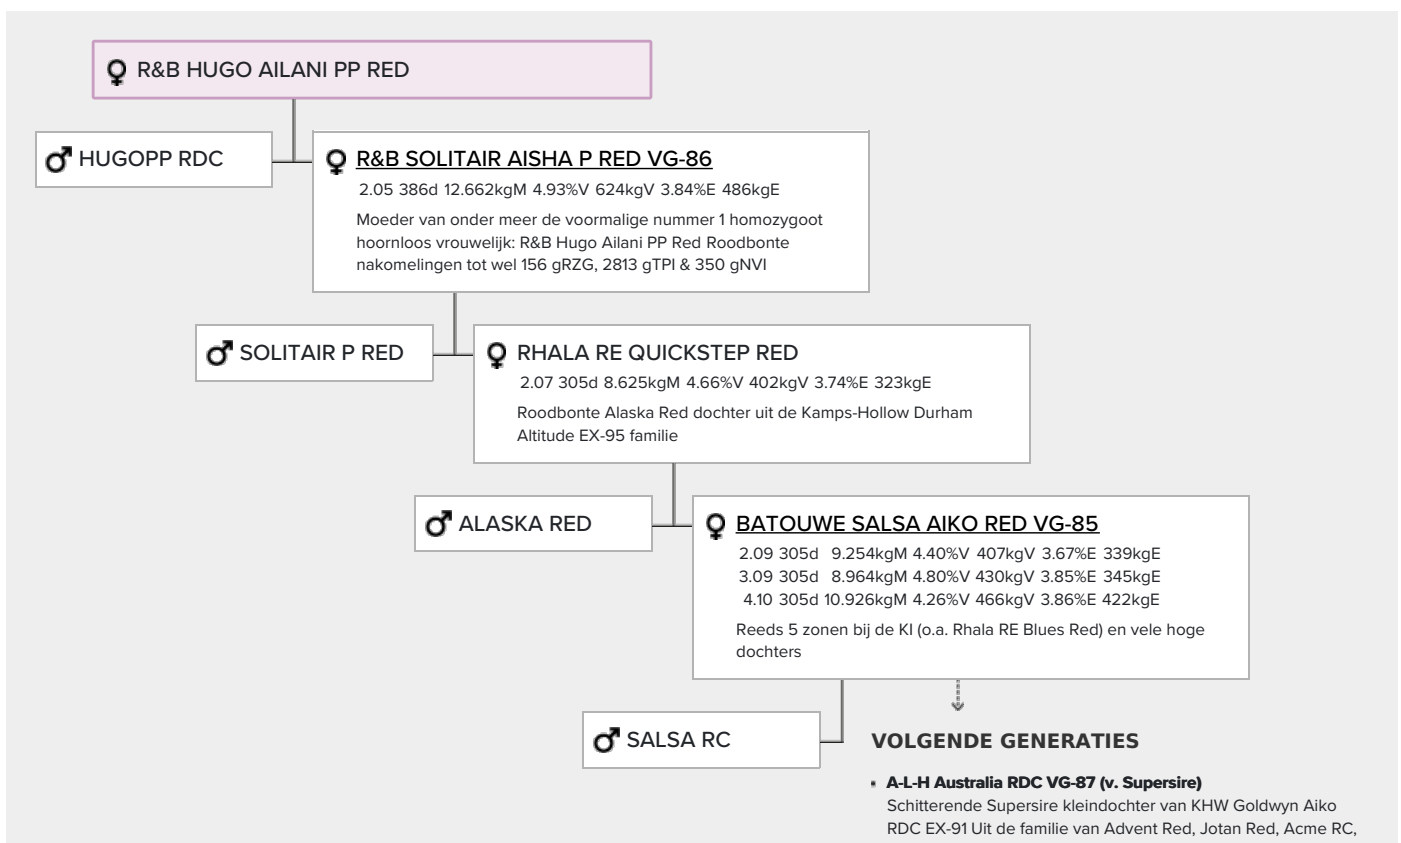 R&B HUGO AILANI PP RED
HUGOPP RDC
R&B SOLITAIR AISHA P RED VG-86
2.05 386d 12.662kgM 4.93%V 624kgV 3.84%E 486kgE
Moeder van onder meer de voormalige nummer 1 homozygoot
hoornloos vrouwelijk: R&B Hugo Ailani PP Red Roodbonte
nakomelingen tot wel 156 gRZG, 2813 gTPI & 350 gNVI
SOLITAIR P RED
RHALA RE QUICKSTEP RED
2.07 305d 8.625kgM 4.66%V 402kgV 3.74%E 323kgE
Roodbonte Alaska Red dochter uit de Kamps-Hollow Durham
Altitude EX-95 familie
ALASKA RED
BATOUWE SALSA AIKO RED VG-85
2.09 305d 9.254kgM 4.40%V 407kgV 3.67%E 339kgE
3.09 305d 8.964kgM 4.80%V 430kgV 3.85%E 345kgE
4.10 305d 10.926kgM 4.26%V 466kgV 3.86%E 422kgE
Reeds 5 zonen bij de KI (o.a. Rhala RE Blues Red) en vele hoge
dochters
SALSA RC
VOLGENDE GENERATIES
A-L-H Australia RDC VG-87 (v. Supersire)
Schitterende Supersire kleindochter van KHW Goldwyn Aiko
RDC EX-91 Uit de familie van Advent Red, Jotan Red, Acme RC,